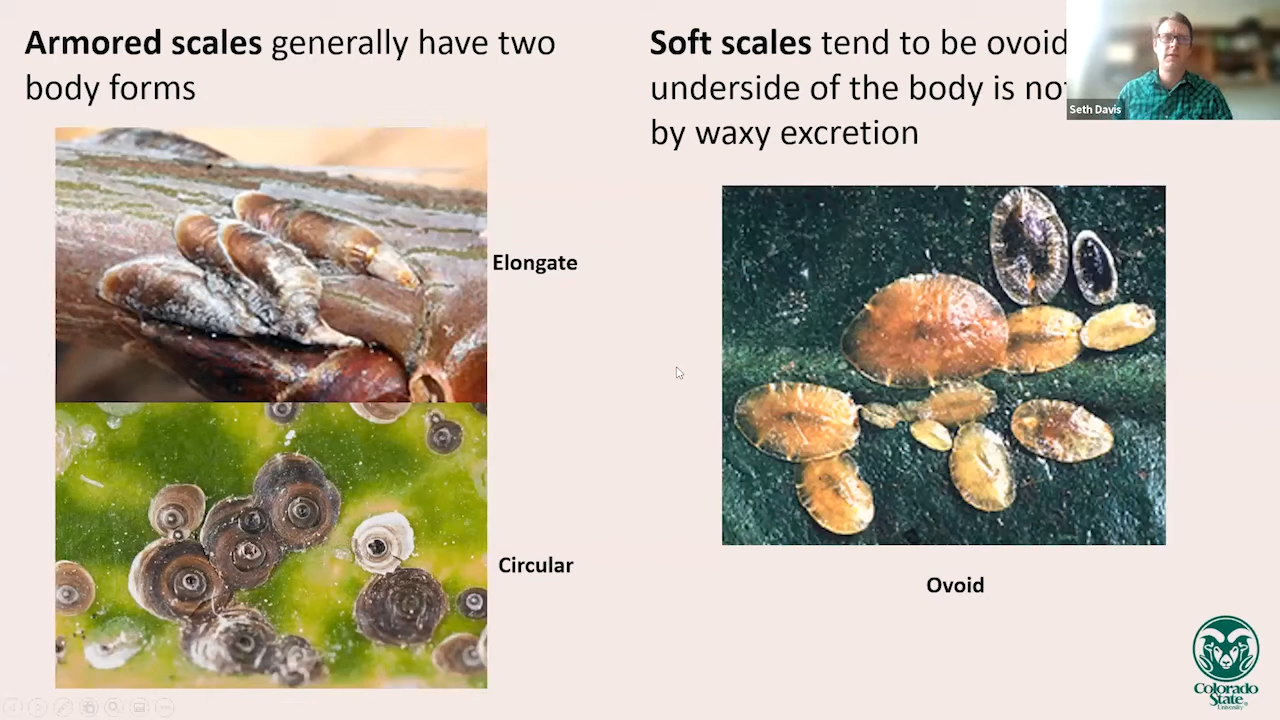 Armored scales generally have two
body forms
Elongate
Circular
Soft scales tend to be ovoid
underside of the body is not
by waxy excretion
Ovoid
Seth Davis
Colorado
State
University